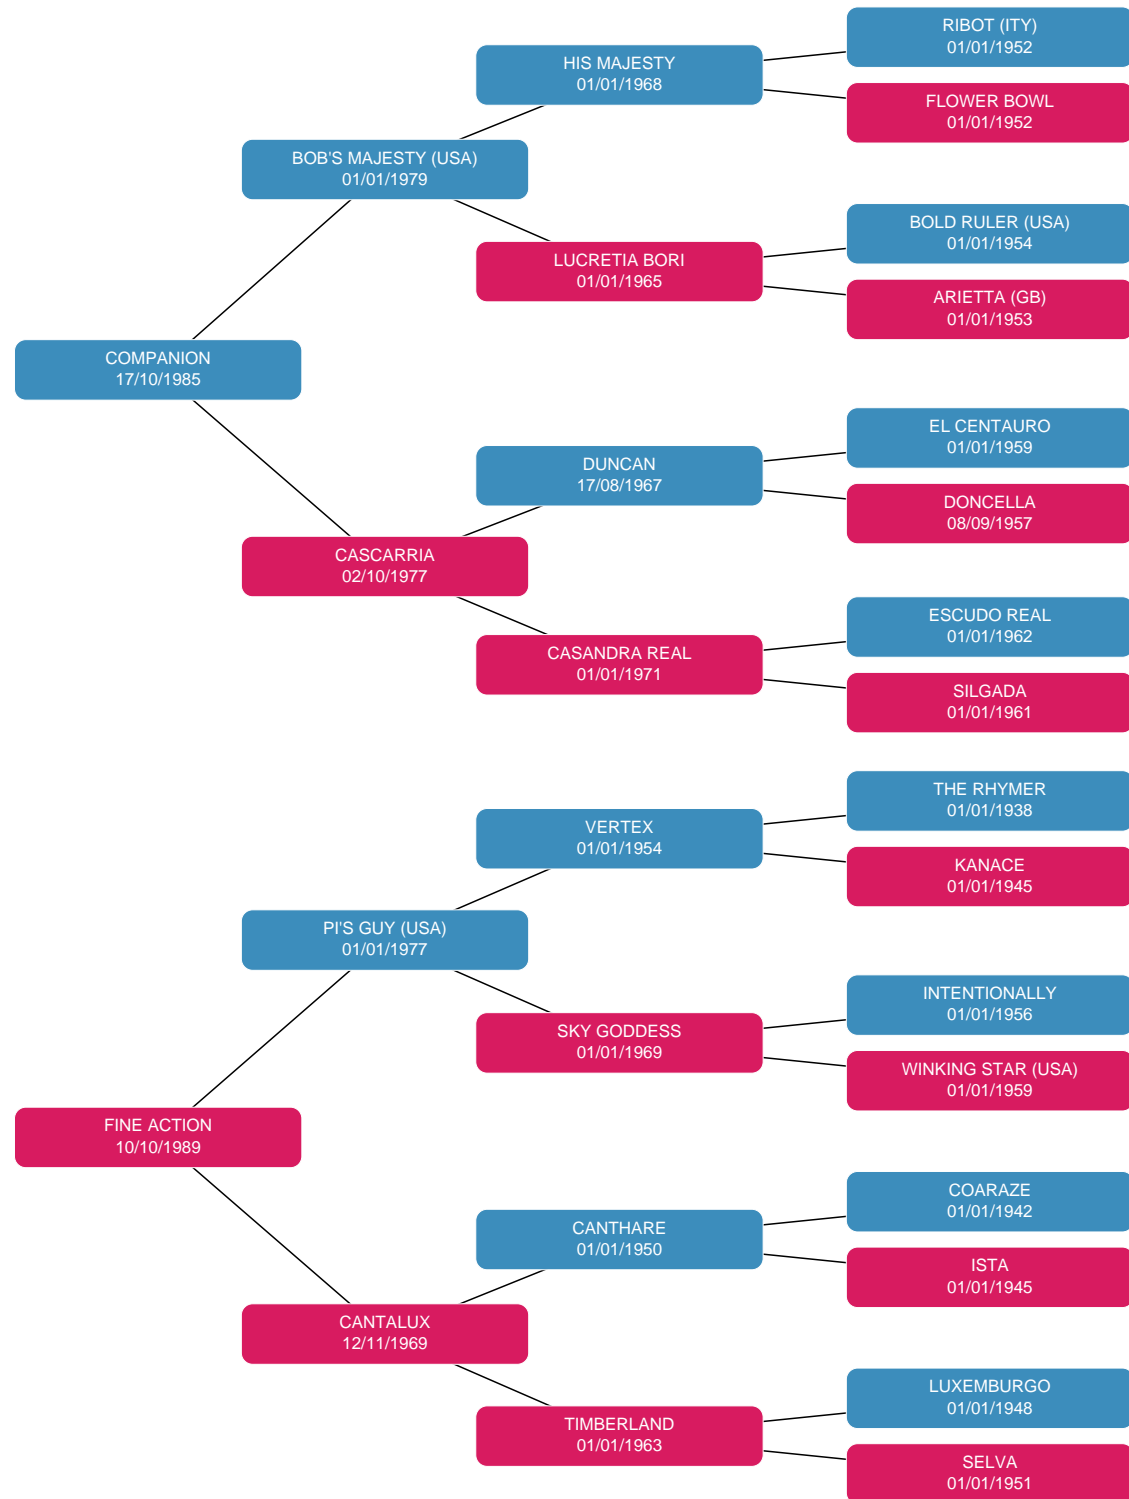 RIBOT (ITY)
01/01/1952
HIS MAJESTY
01/01/1968
FLOWER BOWL
01/01/1952
BOB'S MAJESTY (USA)
01/01/1979
BOLD RULER (USA)
01/01/1954
LUCRETIA BORI
01/01/1965
ARIETTA (GB)
01/01/1953
COMPANION
17/10/1985
EL CENTAURO
01/01/1959
DUNCAN
17/08/1967
DONCELLA
08/09/1957
CASCARRIA
02/10/1977
ESCUDO REAL
01/01/1962
CASANDRA REAL
01/01/1971
SILGADA
01/01/1961
THE RHYMER
01/01/1938
VERTEX
01/01/1954
KANACE
01/01/1945
PI'S GUY (USA)
01/01/1977
INTENTIONALLY
01/01/1956
SKY GODDESS
01/01/1969
WINKING STAR (USA)
01/01/1959
FINE ACTION
10/10/1989
COARAZE
01/01/1942
CANTHARE
01/01/1950
ISTA
01/01/1945
CANTALUX
12/11/1969
LUXEMBURGO
01/01/1948
TIMBERLAND
01/01/1963
SELVA
01/01/1951